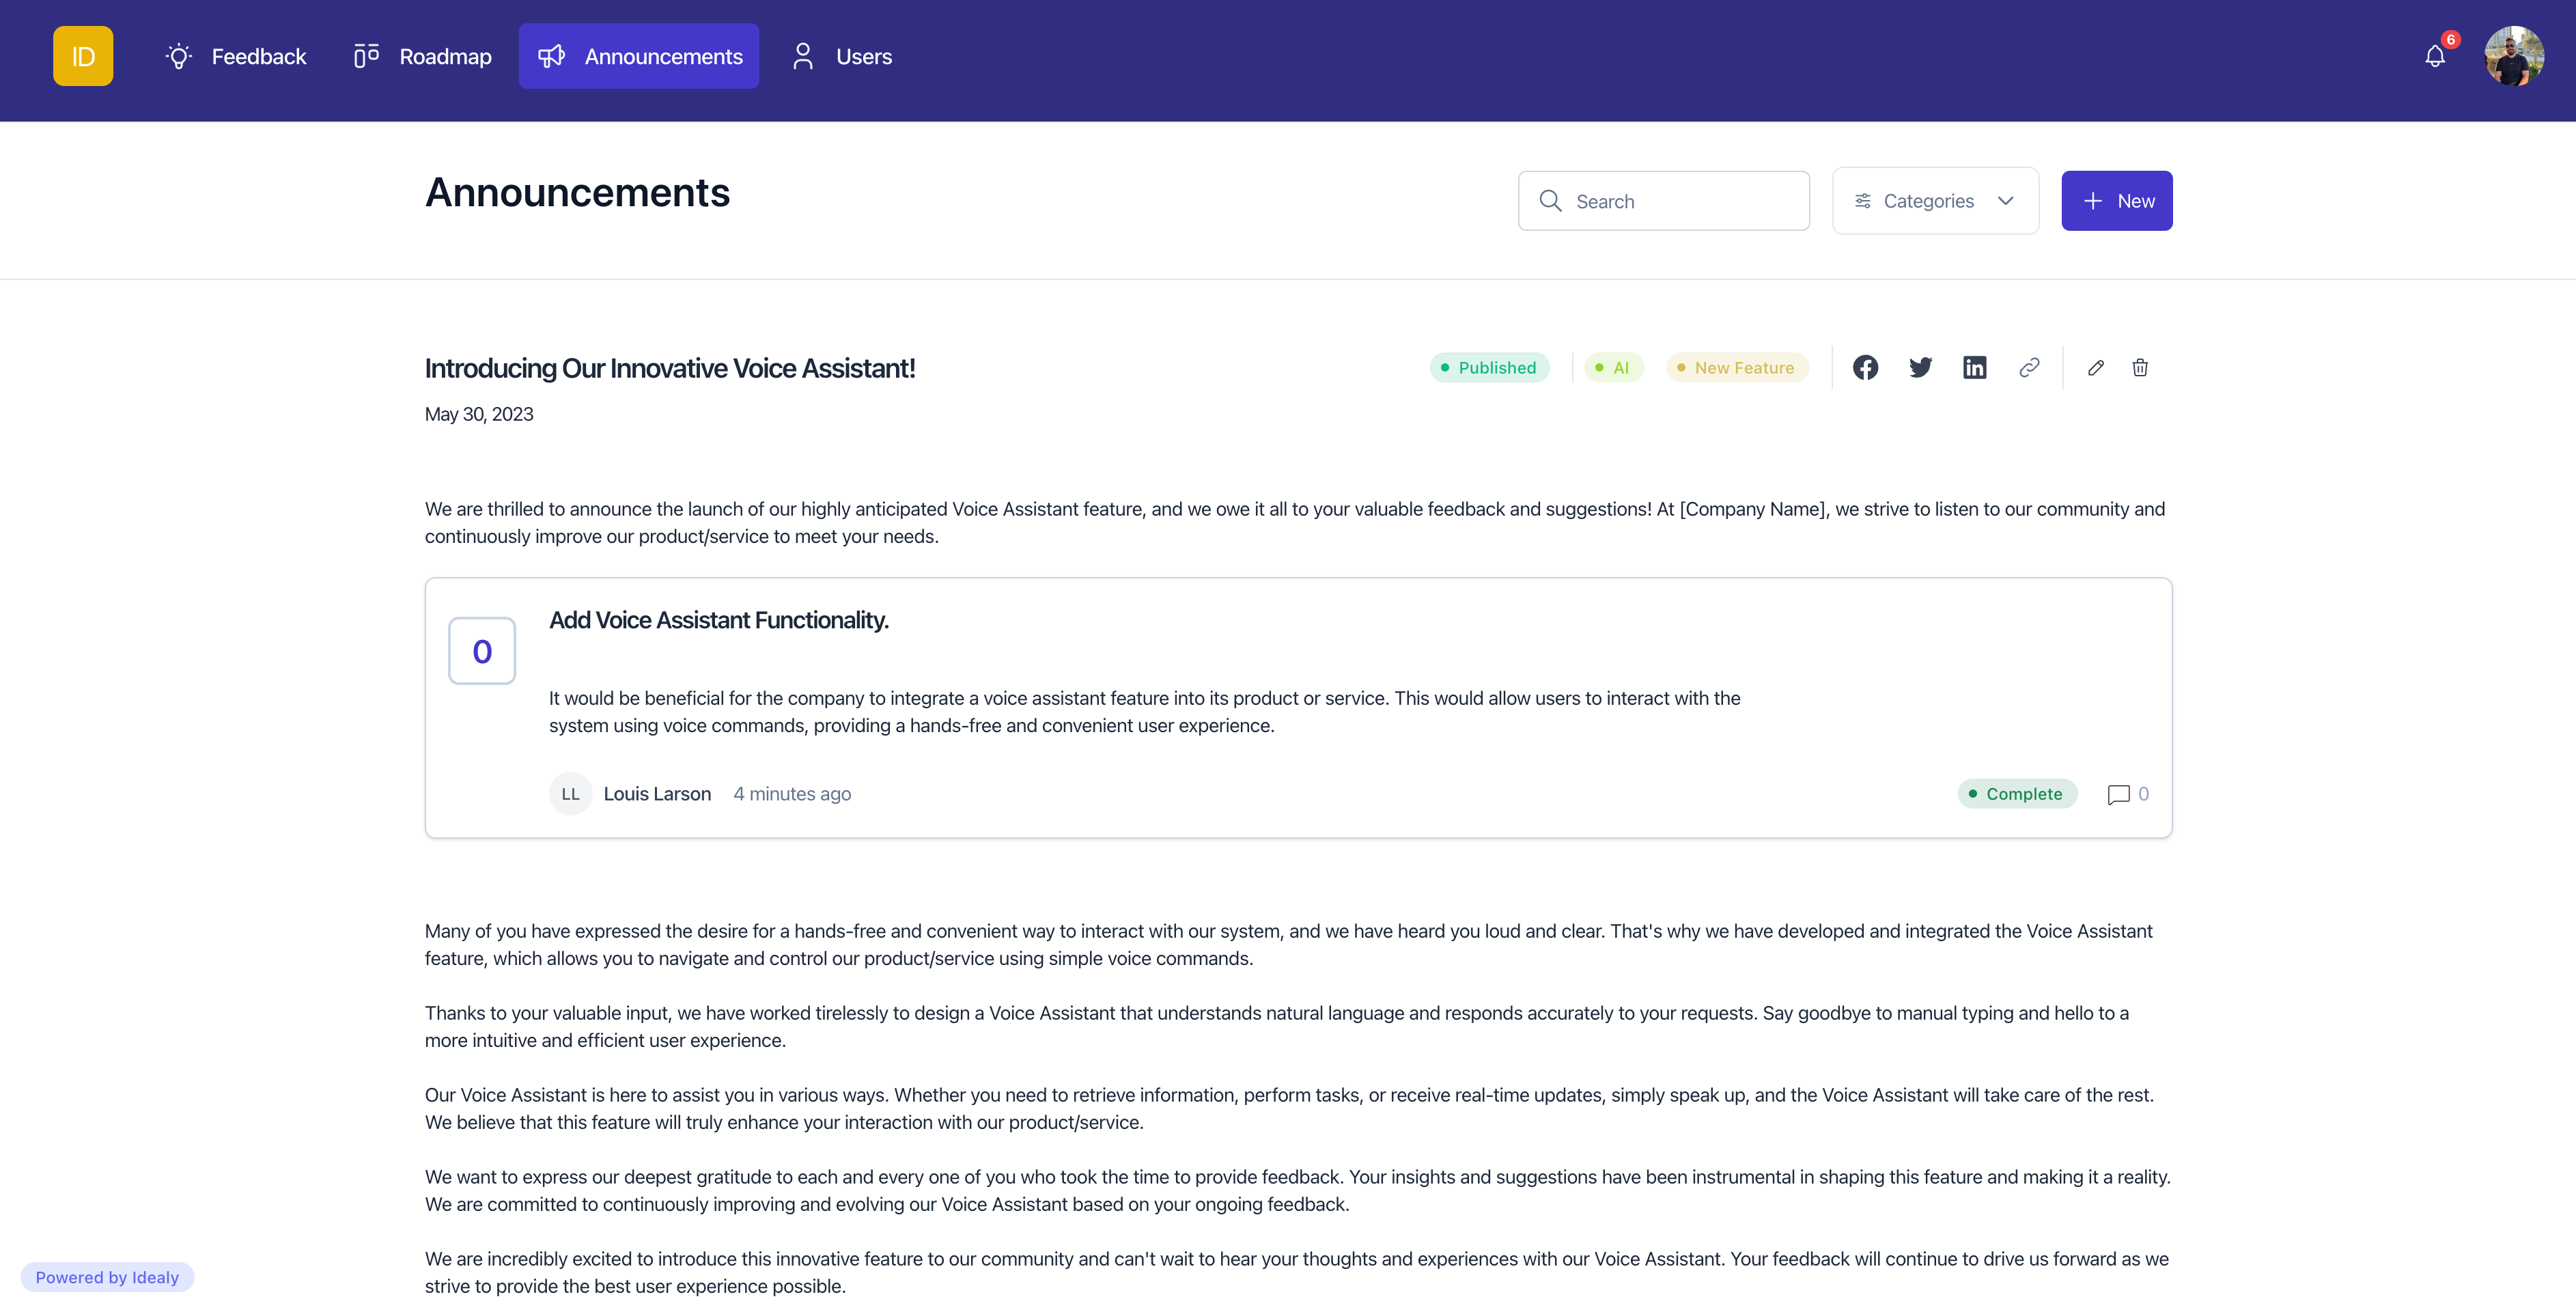 ID
Feedback
Roadmap
Announcements
Users
6
Announcements
Search
Categories
New
Introducing Our Innovative Voice Assistant!
Published
AI
New Feature
May 30, 2023
We are thrilled to announce the launch of our highly anticipated Voice Assistant feature, and we owe it all to your valuable feedback and suggestions! At [Company Name], we strive to listen to our community and
continuously improve our product/service to meet your needs.
0
Add Voice Assistant Functionality.
It would be beneficial for the company to integrate a voice assistant feature into its product or service. This would allow users to interact with the
system using voice commands, providing a hands-free and convenient user experience.
LL
Louis Larson
4 minutes ago
Complete
0
Many of you have expressed the desire for a hands-free and convenient way to interact with our system, and we have heard you loud and clear. That's why we have developed and integrated the Voice Assistant
feature, which allows you to navigate and control our product/service using simple voice commands.
Thanks to your valuable input, we have worked tirelessly to design a Voice Assistant that understands natural language and responds accurately to your requests. Say goodbye to manual typing and hello to a
more intuitive and efficient user experience.
Our Voice Assistant is here to assist you in various ways. Whether you need to retrieve information, perform tasks, or receive real-time updates, simply speak up, and the Voice Assistant will take care of the rest.
We believe that this feature will truly enhance your interaction with our product/service.
We want to express our deepest gratitude to each and every one of you who took the time to provide feedback. Your insights and suggestions have been instrumental in shaping this feature and making it a reality.
We are committed to continuously improving and evolving our Voice Assistant based on your ongoing feedback.
We are incredibly excited to introduce this innovative feature to our community and can't wait to hear your thoughts and experiences with our Voice Assistant. Your feedback will continue to drive us forward as we
strive to provide the best user experience possible.
Powered by Idealy